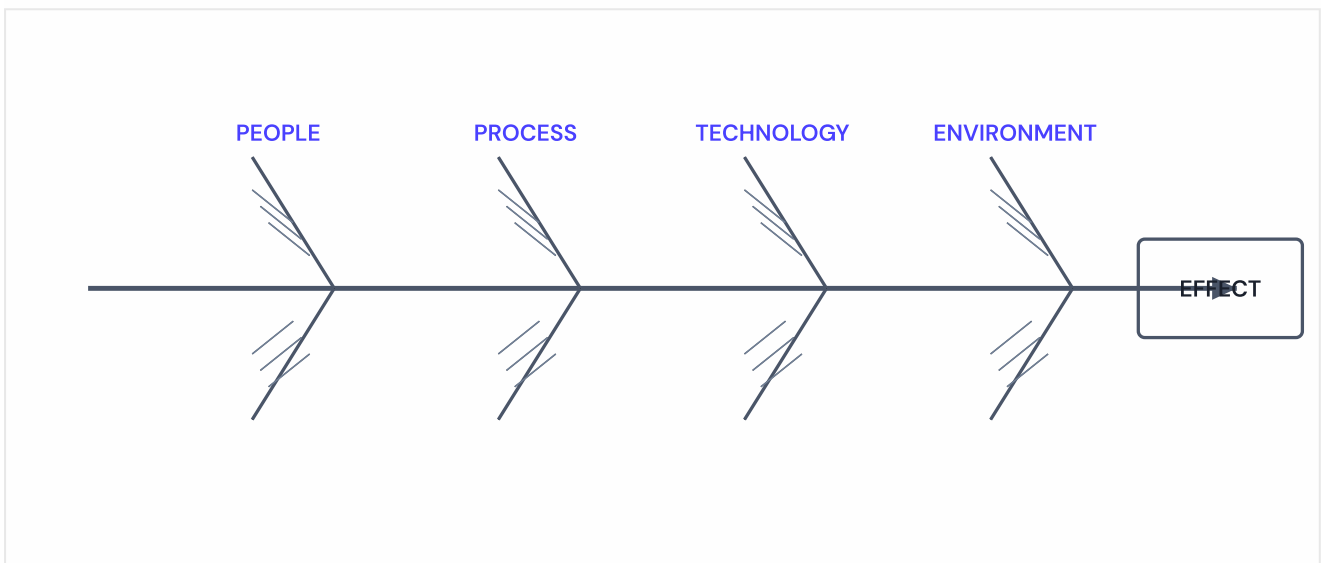 PEOPLE
PROCESS
TECHNOLOGY
ENVIRONMENT
EFFECT